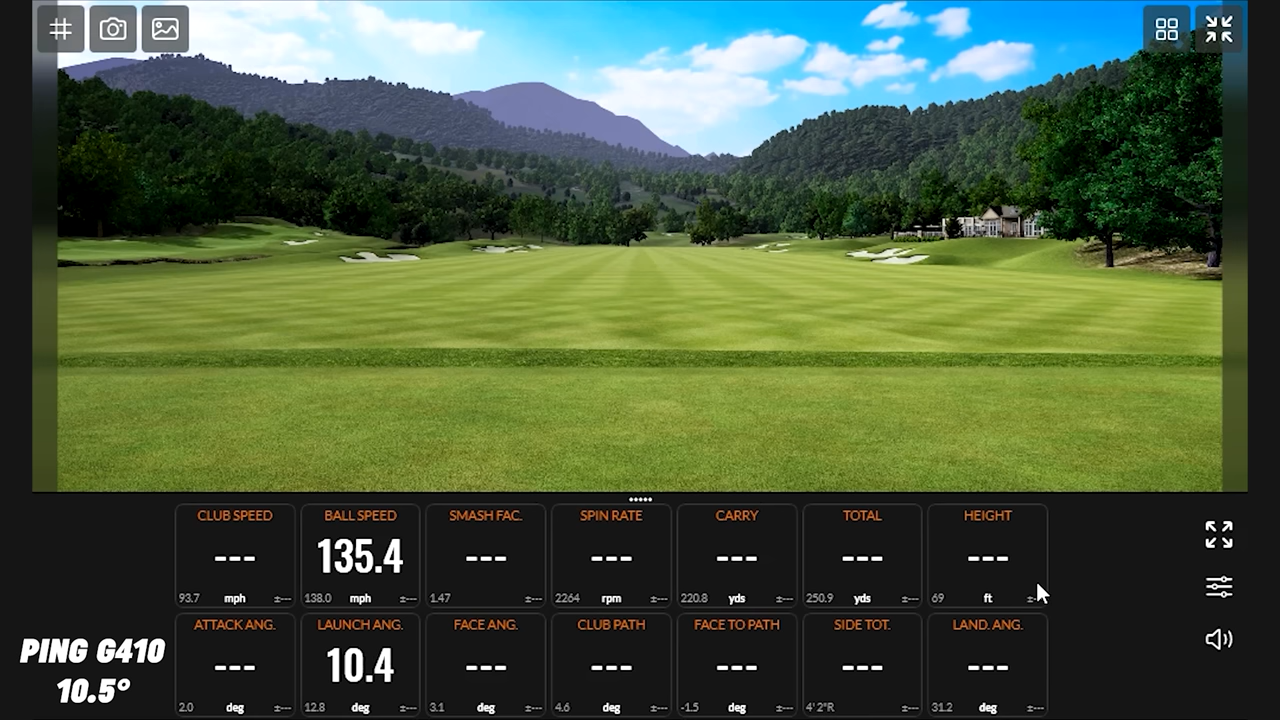 CLUB SPEED
---
93.7 mph ±---
BALL SPEED
135.4
138.0 mph ±---
SMASH FAC.
---
1.47 ±---
SPIN RATE
---
2264 rpm ±---
CARRY
---
220.8 yds ±---
TOTAL
---
250.9 yds ±---
HEIGHT
---
69 ft ±-
ATTACK ANG.
---
2.0 deg ±---
LAUNCH ANG.
10.4
12.8 deg ±---
FACE ANG.
---
3.1 deg ±---
CLUB PATH
---
4.6 deg ±---
FACE TO PATH
---
-1.5 deg ±---
SIDE TOT.
---
4' 2"R ±---
LAND. ANG.
---
31.2 deg ±---
PING G410
10.5°